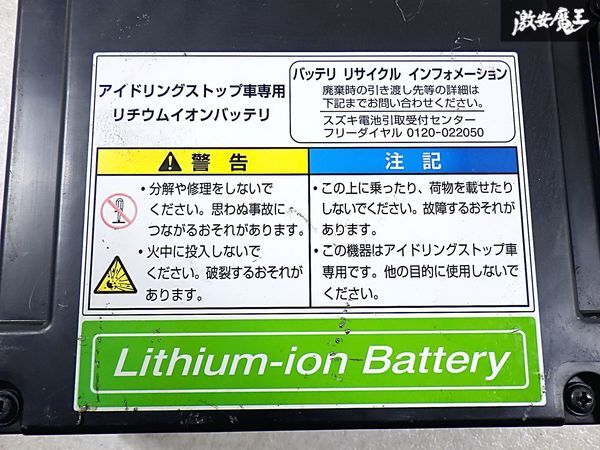 激安魔王
アイドリングストップ車専用
リチウムイオンバッテリ
バッテリ リサイクル インフォメーション
廃棄時の引き渡し先等の詳細は
下記までお問い合わせください。
スズキ電池引取受付センター
フリーダイヤル 0120-022050
警告
・分解や修理をしないで
ください。思わぬ事故に
つながるおそれがあります。
・火中に投入しないで
ください。破裂するおそれが
あります。
注記
・この上に乗ったり、荷物を載せたり
しないでください。故障するおそれが
あります。
・この機器はアイドリングストップ車
専用です。他の目的に使用しないで
ください。
Lithium-ion Battery